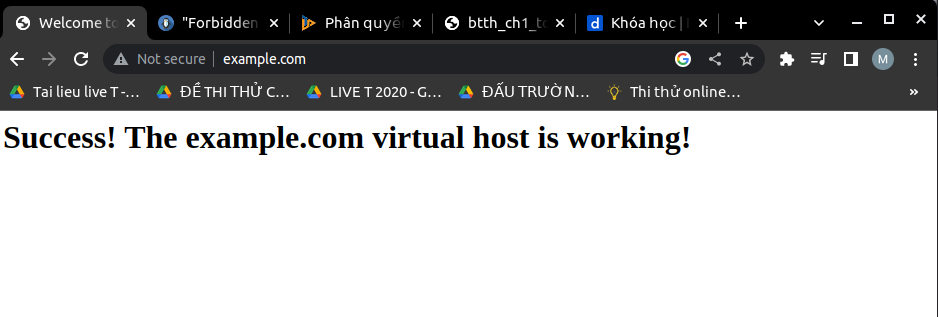 Welcome to
"Forbidden
Phân quyề
btth_ch1_t
Khóa học |
Not secure
example.com
M
Tai lieu live T -…
ĐỀ THI THỬ C…
LIVE T 2020 - G…
ĐẤU TRƯỜN…
Thi thử online…
»
Success! The example.com virtual host is working!